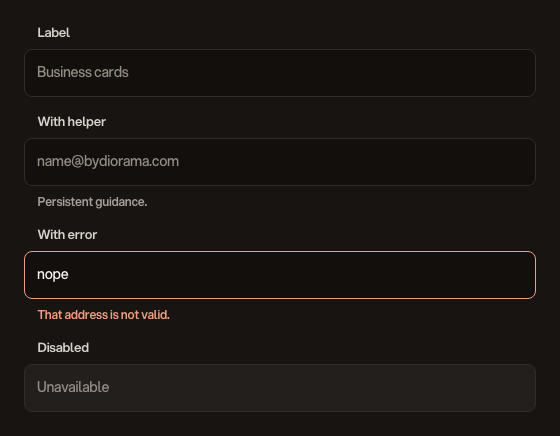 Label
Business cards
With helper
name@bydiorama.com
Persistent guidance.
With error
nope
That address is not valid.
Disabled
Unavailable